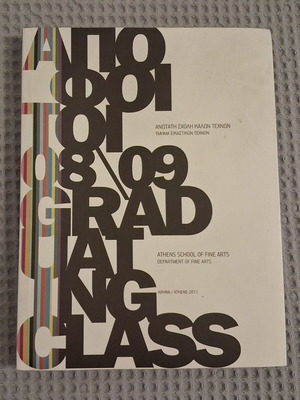 ΑΠΟ
ΦΟΙ
ΤΟΙ
ΑΝΩΤΑΤΗ ΣΧΟΛΗ ΚΑΛΩΝ ΤΕΧΝΩΝ
ΤΜΗΜΑ ΕΙΚΑΣΤΙΚΩΝ ΤΕΧΝΩΝ
08\09
GRAD
UAT
ING
CLASS
ATHENS SCHOOL OF FINE ARTS
DEPARTMENT OF FINE ARTS
ΑΘΗΝΑ / ATHENS 2011